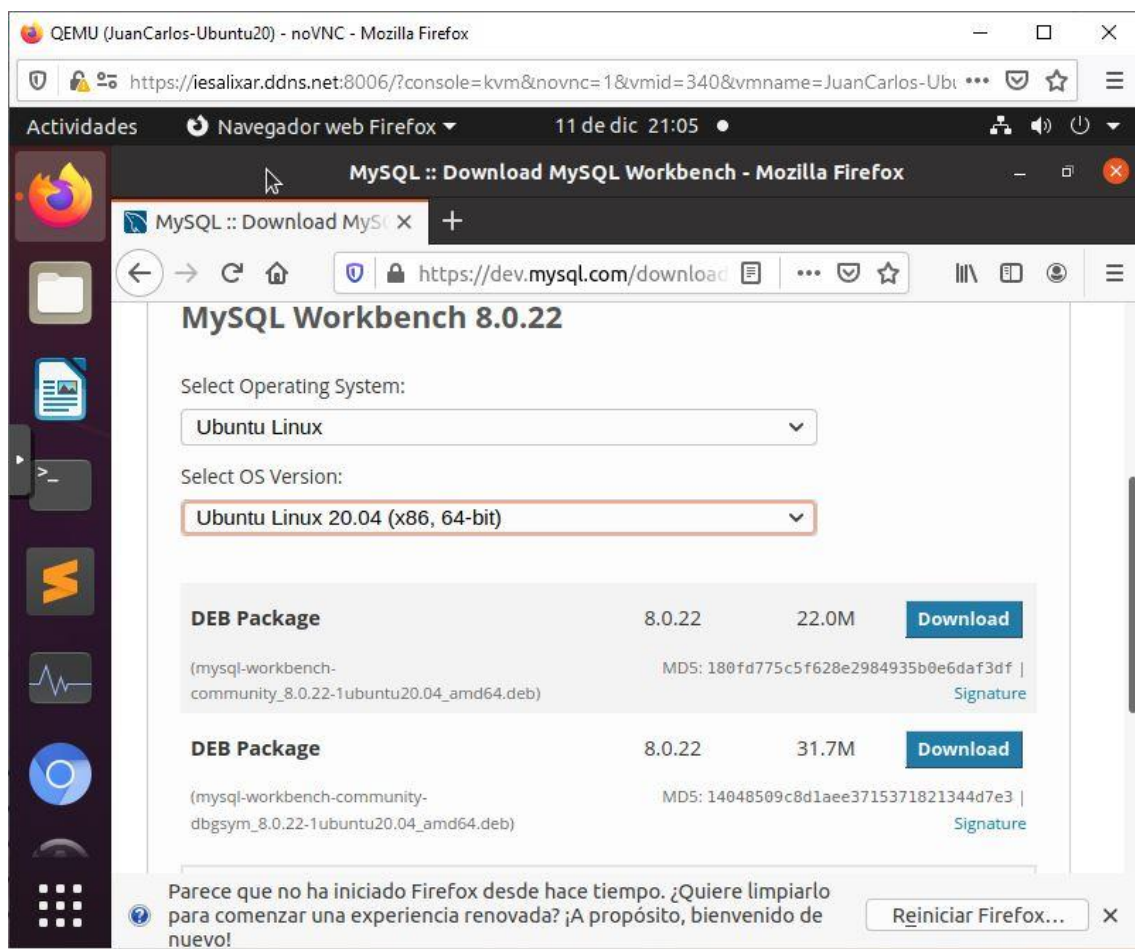 QEMU (JuanCarlos-Ubuntu20) - noVNC - Mozilla Firefox
https://iesalixar.ddns.net:8006/?console=kvm&novnc=1&vmid=340&vmname=JuanCarlos-Ubu
Actividades Navegador web Firefox 11 de dic 21:05
MySQL :: Download MySQL Workbench - Mozilla Firefox
MySQL :: Download MyS
https://dev.mysql.com/download
MySQL Workbench 8.0.22
Select Operating System:
Ubuntu Linux
Select OS Version:
Ubuntu Linux 20.04 (x86, 64-bit)
DEB Package 8.0.22 22.0M Download
(mysql-workbench- MD5: 180fd775c5f628e2984935b0e6daf3df |
community_8.0.22-1ubuntu20.04_amd64.deb) Signature
DEB Package 8.0.22 31.7M Download
(mysql-workbench-community- MD5: 14048509c8d1aee3715371821344d7e3 |
dbgsym_8.0.22-1ubuntu20.04_amd64.deb) Signature
Parece que no ha iniciado Firefox desde hace tiempo. ¿Quiere limpiarlo
para comenzar una experiencia renovada? ¡A propósito, bienvenido de Reiniciar Firefox...
nuevo!